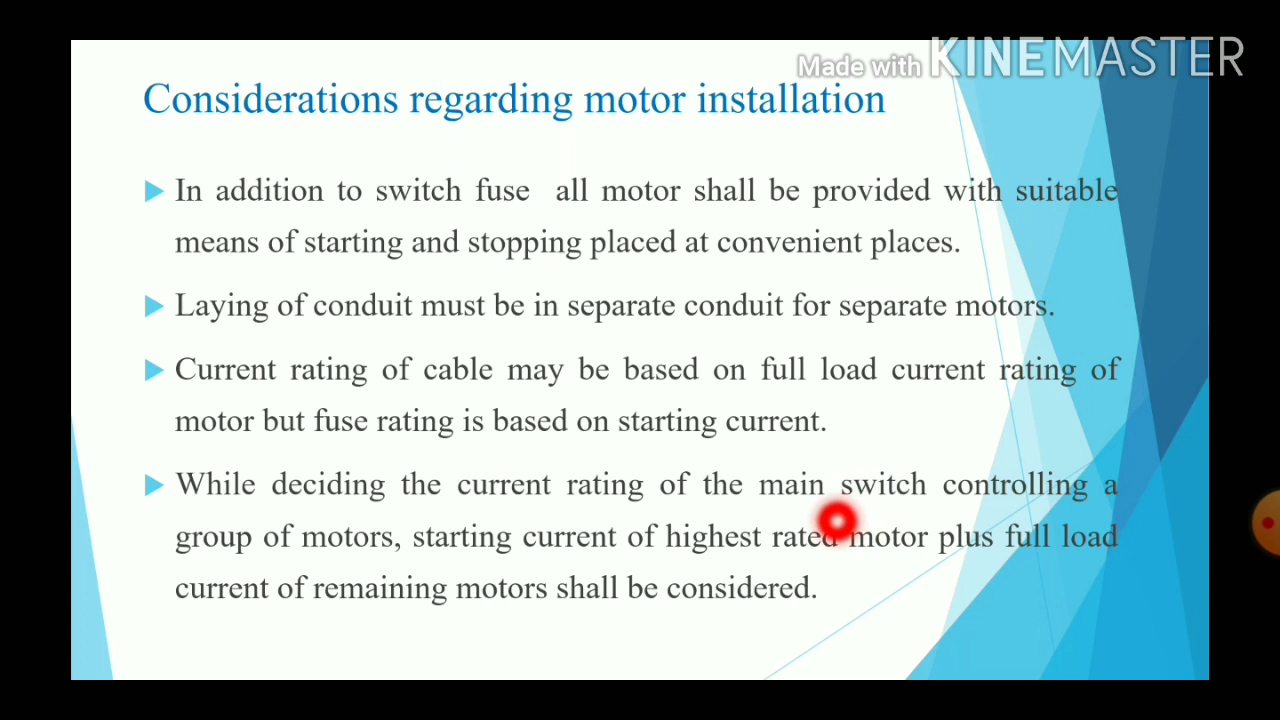 Made with KINEMASTER
Considerations regarding motor installation
In addition to switch fuse all motor shall be provided with suitable
means of starting and stopping placed at convenient places.
Laying of conduit must be in separate conduit for separate motors.
Current rating of cable may be based on full load current rating of
motor but fuse rating is based on starting current.
While deciding the current rating of the main switch controlling a
group of motors, starting current of highest rated motor plus full load
current of remaining motors shall be considered.